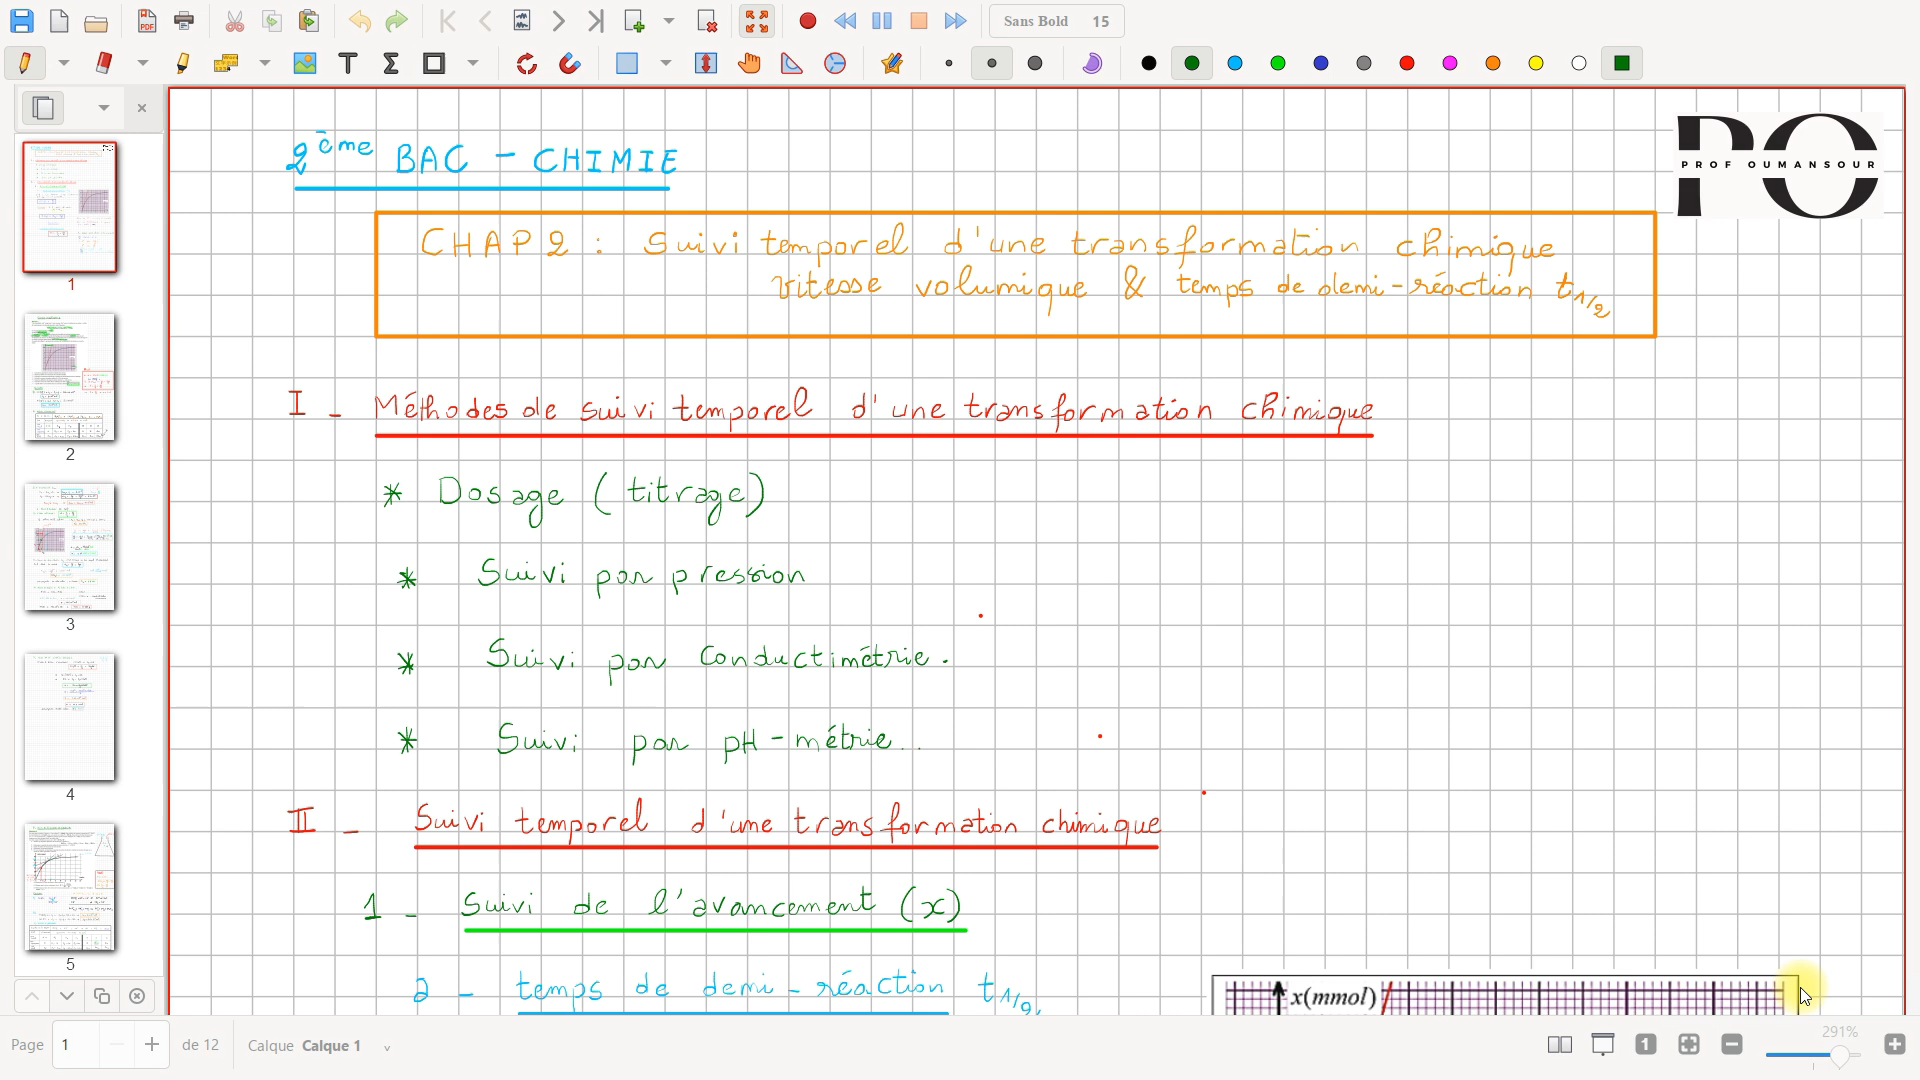 Sans Bold 15
2ème BAC - CHIMIE
PROF OUMANSOUR
CHAP 2 : Suivi temporel d'une transformation chimique
vitesse volumique & temps de demi-réaction t1/2
I - Méthodes de suivi temporel d'une transformation chimique
* Dosage (titrage)
* Suivi par pression
* Suivi par Conductimétrie.
* Suivi par pH-métrie..
II - Suivi temporel d'une transformation chimique
1 - Suivi de l'avancement (x)
2 - temps de demi-réaction t1/2
x(mmol)
1
2
3
4
5
Page 1 de 12 Calque Calque 1
291%